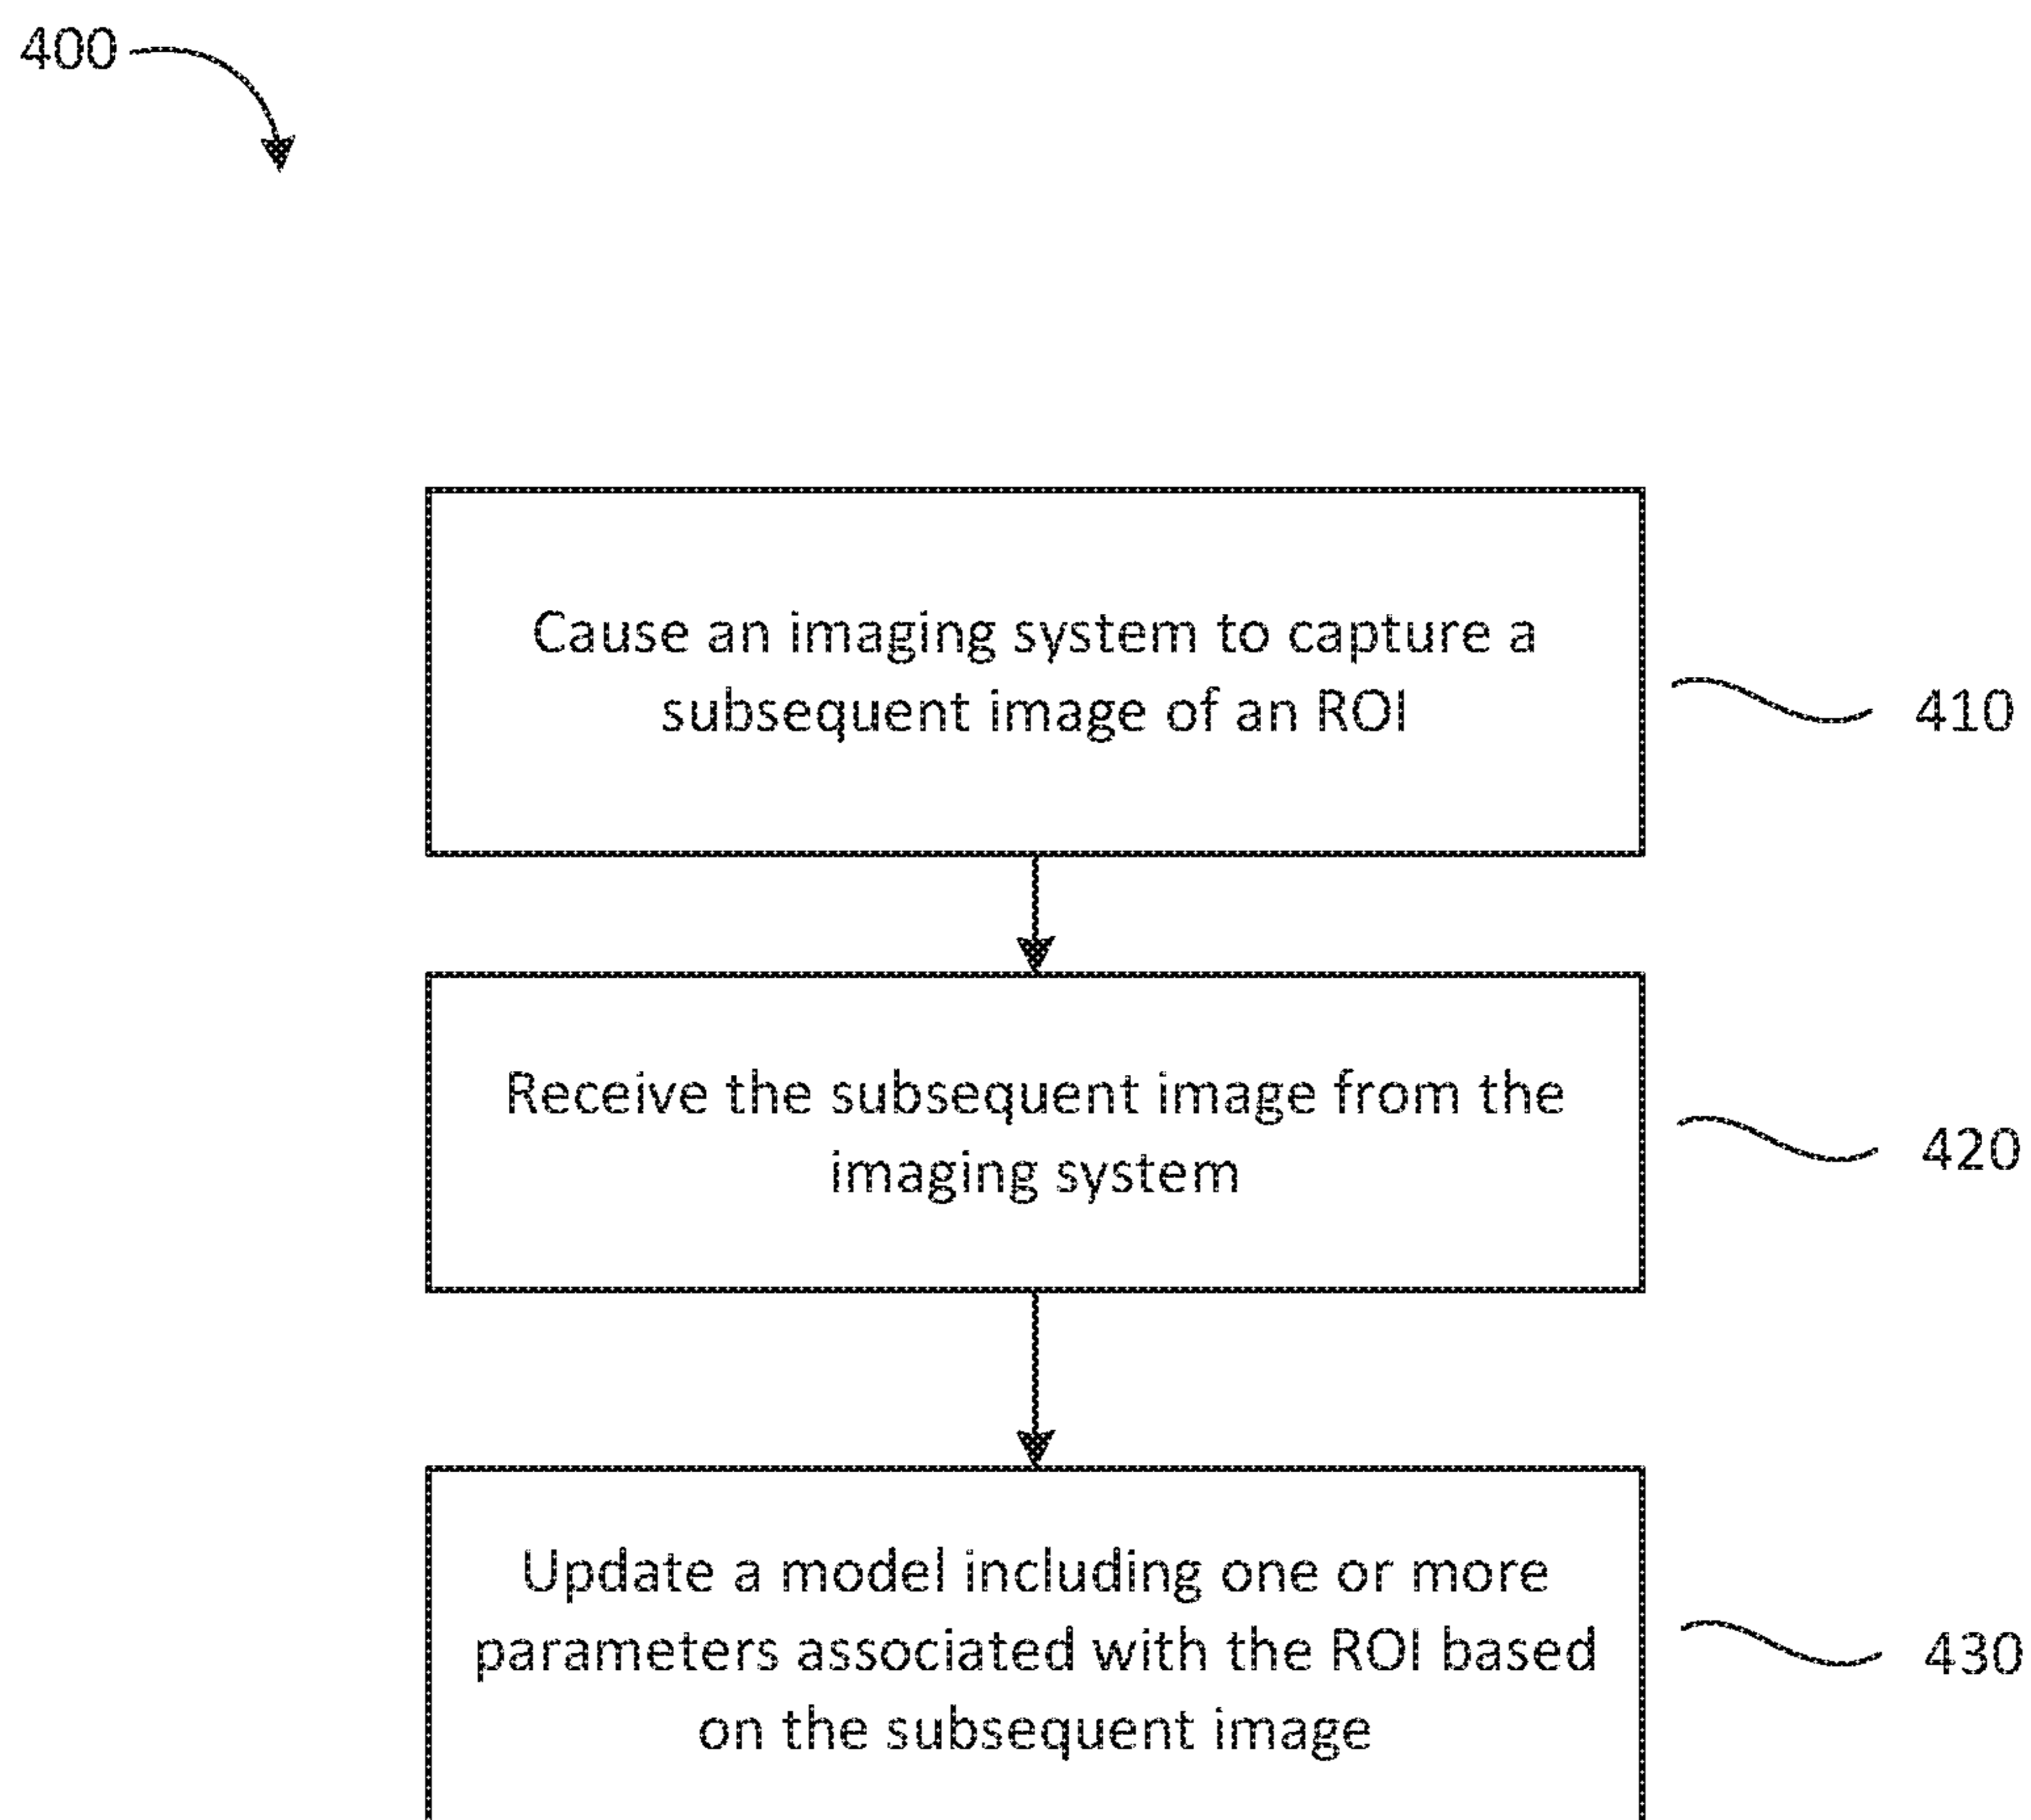 400
Cause an imaging system to capture a
subsequent image of an ROI
410
Receive the subsequent image from the
imaging system
420
Update a model including one or more
parameters associated with the ROI based
on the subsequent image
430